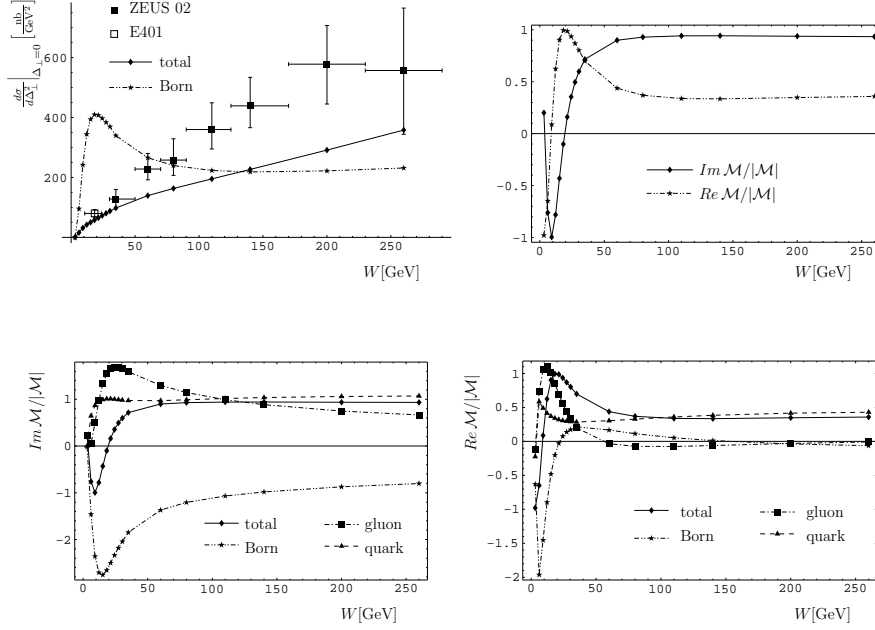 dσ/dΔ⊥² |Δ⊥=0 [nb/GeV²]
ZEUS 02
E401
total
Born
600
400
200
50 100 150 200 250
W[GeV]
1
0.5
0
-0.5
-1
Im M/|M|
Re M/|M|
0 50 100 150 200 250
W[GeV]
Im M/|M|
1
0
-1
-2
total
Born
gluon
quark
0 50 100 150 200 250
W[GeV]
Re M/|M|
1
0.5
0
-0.5
-1
-1.5
-2
total
Born
gluon
quark
0 50 100 150 200 250
W[GeV]